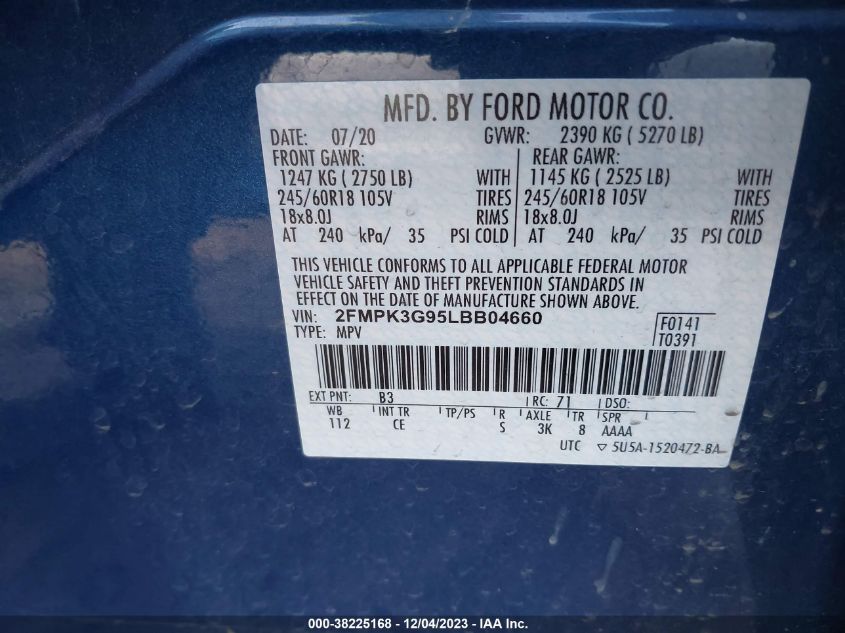 MFD. BY FORD MOTOR CO.
DATE: 07/20 GVWR: 2390 KG ( 5270 LB)
FRONT GAWR: REAR GAWR:
1247 KG ( 2750 LB) WITH 1145 KG ( 2525 LB) WITH
245/60R18 105V TIRES 245/60R18 105V TIRES
18x8.0J RIMS 18x8.0J RIMS
AT 240 kPa/ 35 PSI COLD AT 240 kPa/ 35 PSI COLD
THIS VEHICLE CONFORMS TO ALL APPLICABLE FEDERAL MOTOR
VEHICLE SAFETY AND THEFT PREVENTION STANDARDS IN
EFFECT ON THE DATE OF MANUFACTURE SHOWN ABOVE.
VIN: 2FMPK3G95LBB04660 F0141
TYPE: MPV T0391
EXT PNT: B3 RC: 71 DSO:
WB INT TR TP/PS R AXLE TR SPR
112 CE S 3K 8 AAAA
UTC ▽ 5U5A-1520472-BA
000-38225168 - 12/04/2023 - IAA Inc.